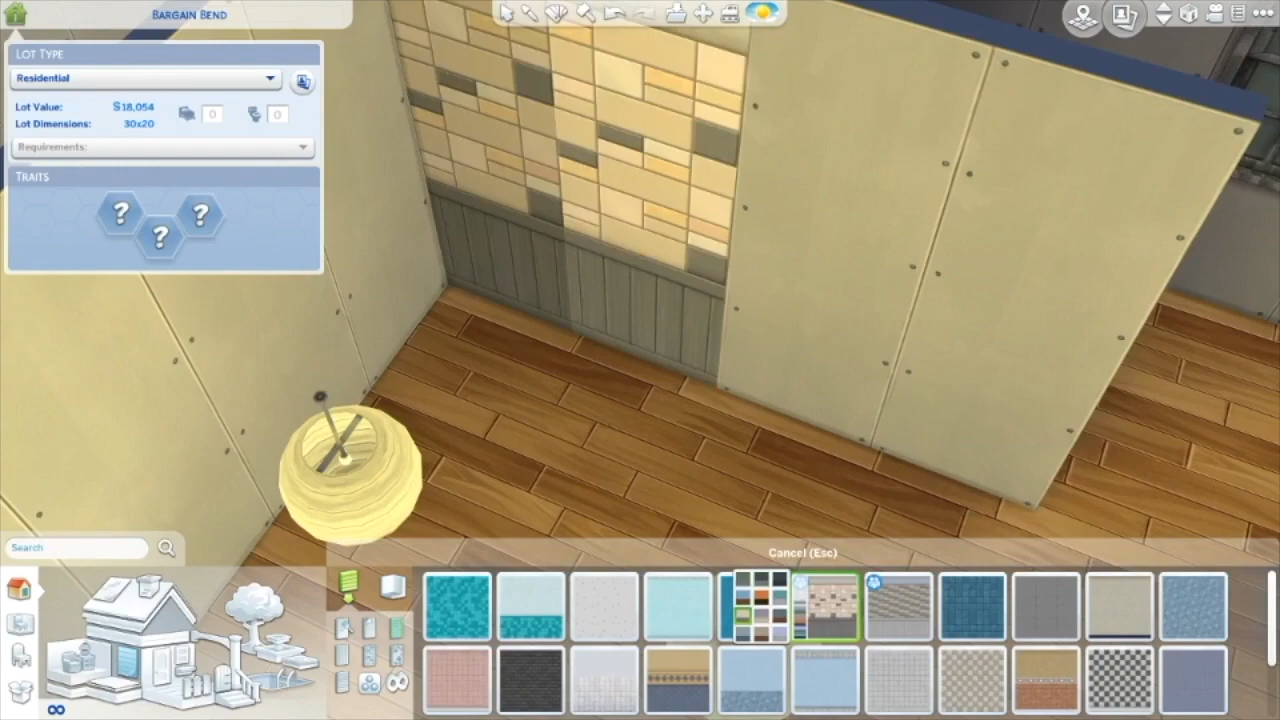 BARGAIN BEND
LOT TYPE
Residential
Lot Value: §18,054
0 0
Lot Dimensions: 30x20
Requirements:
TRAITS
? ? ?
Cancel (Esc)
Search